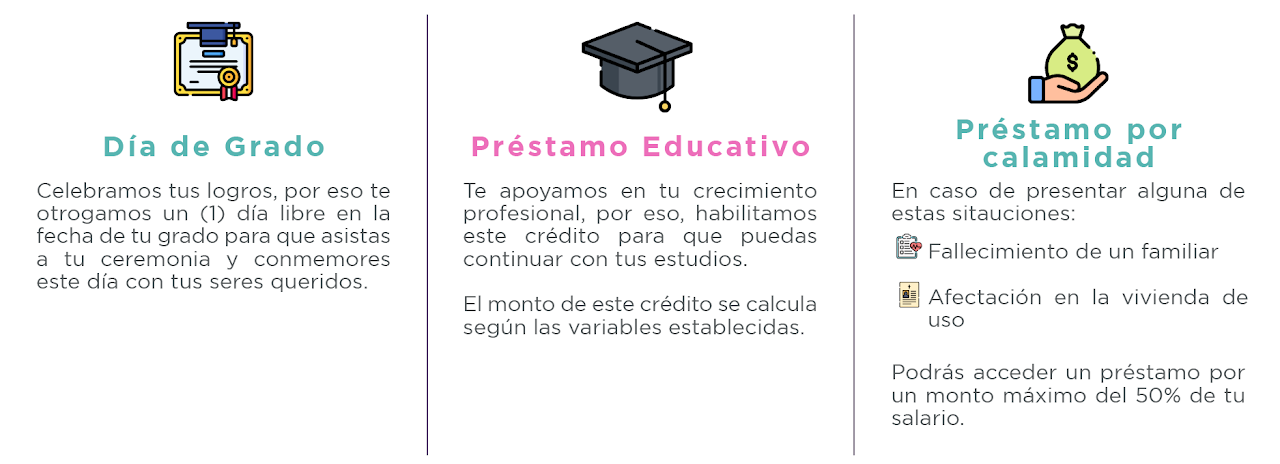 Día de Grado
Celebramos tus logros, por eso te
otorgamos un (1) día libre en la
fecha de tu grado para que asistas
a tu ceremonia y conmemores
este día con tus seres queridos.
Préstamo Educativo
Te apoyamos en tu crecimiento
profesional, por eso, habilitamos
este crédito para que puedas
continuar con tus estudios.
El monto de este crédito se calcula
según las variables establecidas.
$
Préstamo por
calamidad
En caso de presentar alguna de
estas sitauciones:
Fallecimiento de un familiar
Afectación en la vivienda de
uso
Podrás acceder un préstamo por
un monto máximo del 50% de tu
salario.